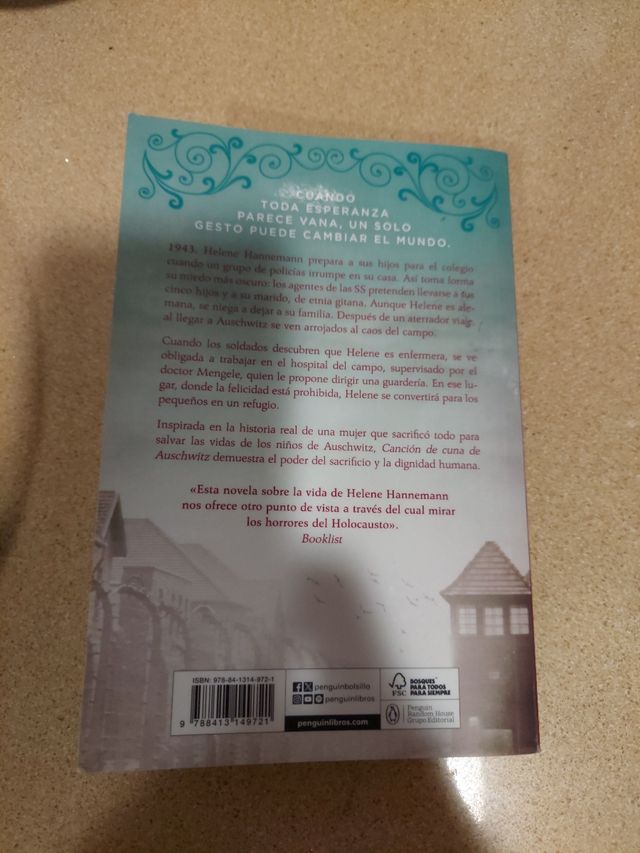 CUANDO
TODA ESPERANZA
PARECE VANA, UN SOLO
GESTO PUEDE CAMBIAR EL MUNDO.
1943. Helene Hannemann prepara a sus hijos para el colegio
cuando un grupo de policías irrumpe en su casa. Así toma forma
su miedo más oscuro: los agentes de las SS pretenden llevarse a sus
cinco hijos y a su marido, de etnia gitana. Aunque Helene es ale-
mana, se niega a dejar a su familia. Después de un aterrador viaje
al llegar a Auschwitz se ven arrojados al caos del campo.
Cuando los soldados descubren que Helene es enfermera, se ve
obligada a trabajar en el hospital del campo, supervisado por el
doctor Mengele, quien le propone dirigir una guardería. En ese lu-
gar, donde la felicidad está prohibida, Helene se convertirá para los
pequeños en un refugio.
Inspirada en la historia real de una mujer que sacrificó todo para
salvar las vidas de los niños de Auschwitz, Canción de cuna de
Auschwitz demuestra el poder del sacrificio y la dignidad humana.
«Esta novela sobre la vida de Helene Hannemann
nos ofrece otro punto de vista a través del cual mirar
los horrores del Holocausto».
Booklist
ISBN: 978-84-1314-972-1
9 788413 149721
penguinbolsillo
penguinlibros
penguinlibros.com
FSC
BOSQUES
PARA TODOS
PARA SIEMPRE
Penguin
Random House
Grupo Editorial